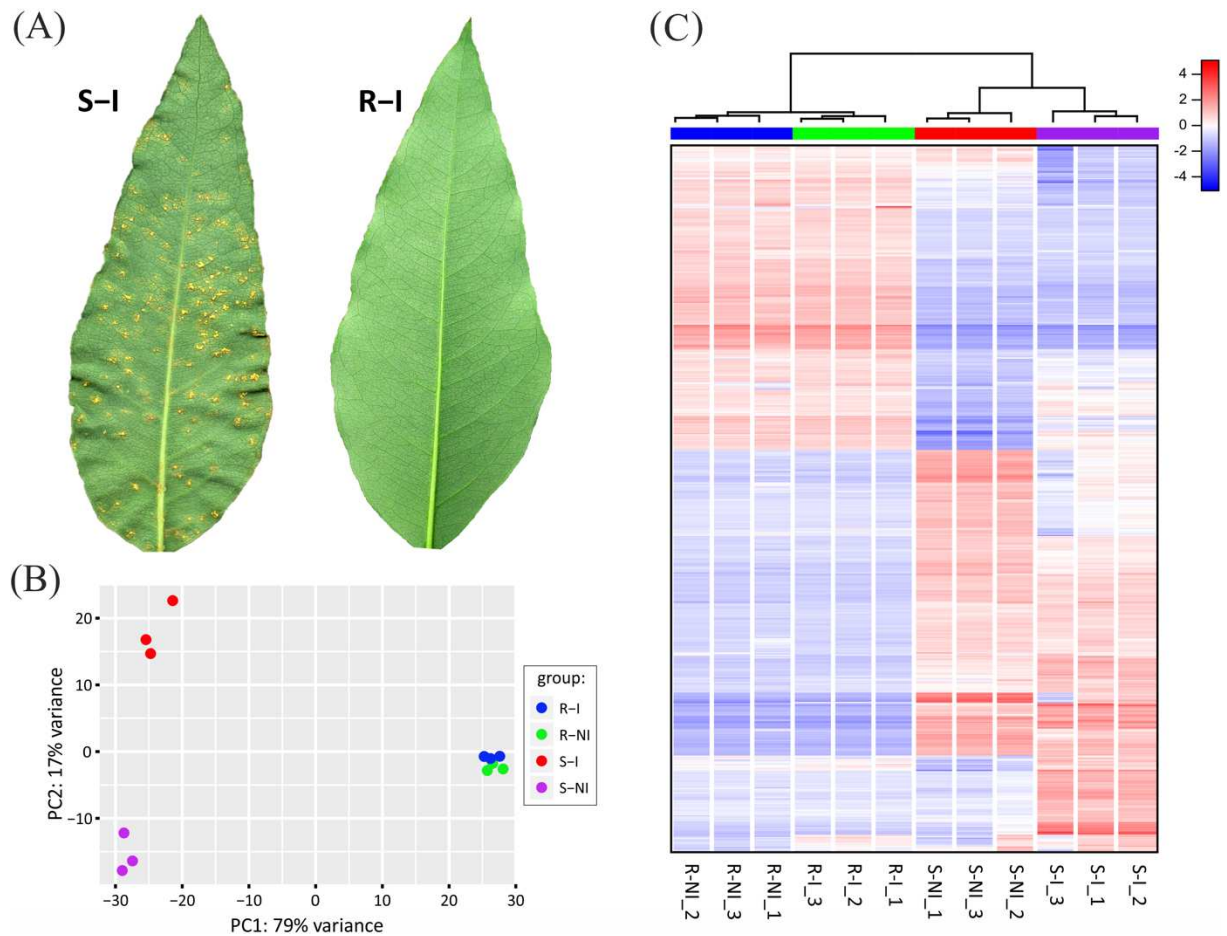 (A)
S–I
R–I
(B)
20
10
0
−10
−30
−20
−10
0
10
20
30
PC2: 17% variance
PC1: 79% variance
group:
R–I
R–NI
S–I
S–NI
(C)
4
2
0
-2
-4
R-NI_2
R-NI_3
R-NI_1
R-I_3
R-I_2
R-I_1
S-NI_1
S-NI_3
S-NI_2
S-I_3
S-I_1
S-I_2